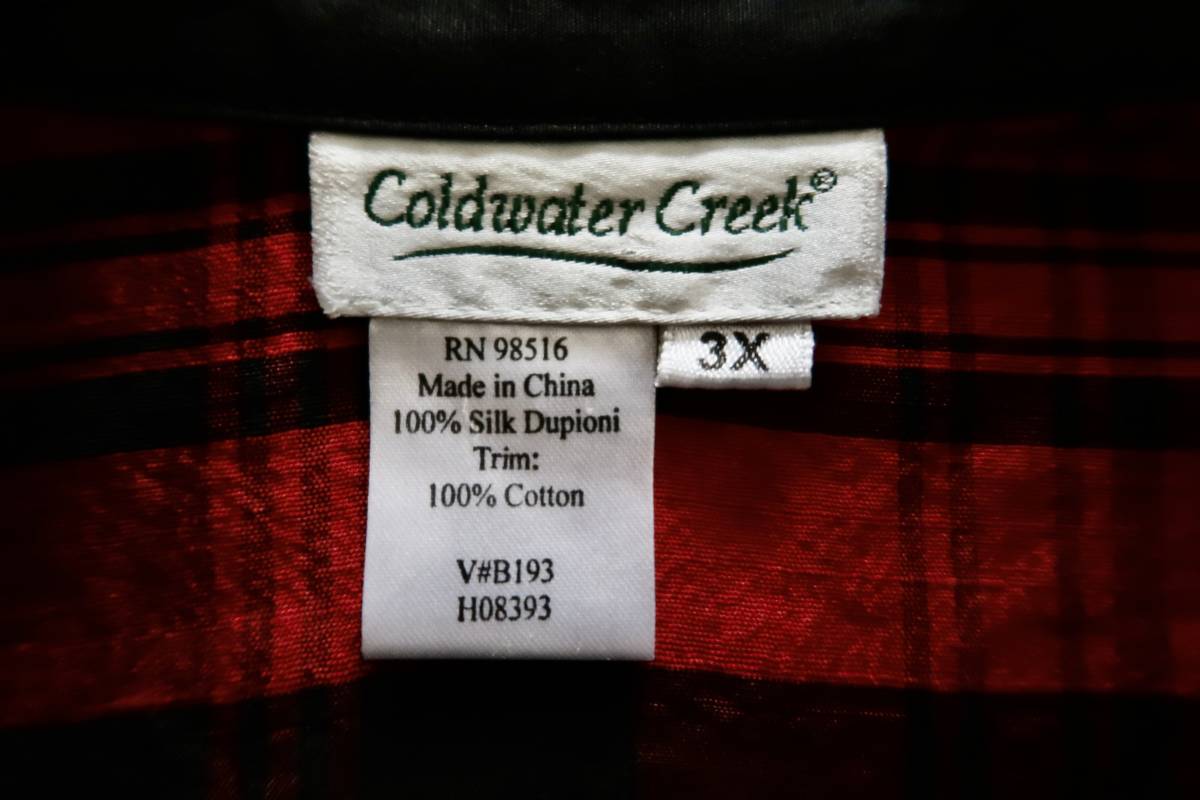 Coldwater Creek®
3X
RN 98516
Made in China
100% Silk Dupioni
Trim:
100% Cotton
V#B193
H08393